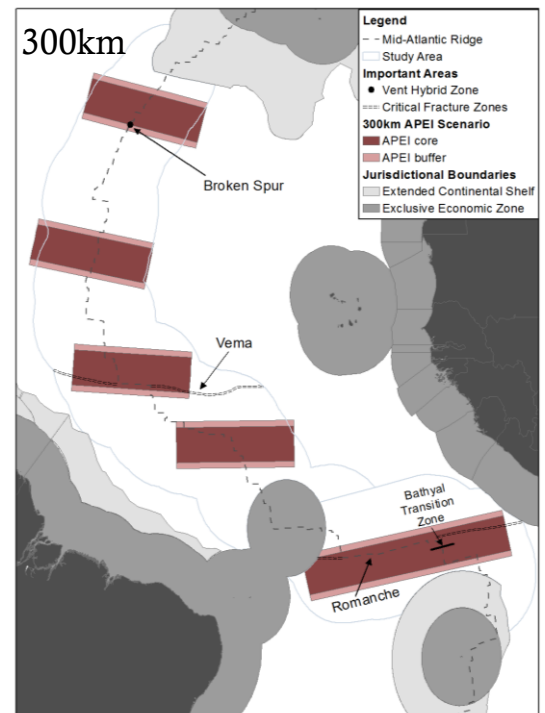 300km
Legend
Mid-Atlantic Ridge
Study Area
Important Areas
Vent Hybrid Zone
Critical Fracture Zones
300km APEI Scenario
APEI core
APEI buffer
Jurisdictional Boundaries
Extended Continental Shelf
Exclusive Economic Zone
Broken Spur
Vema
Bathyal
Transition
Zone
Romanche